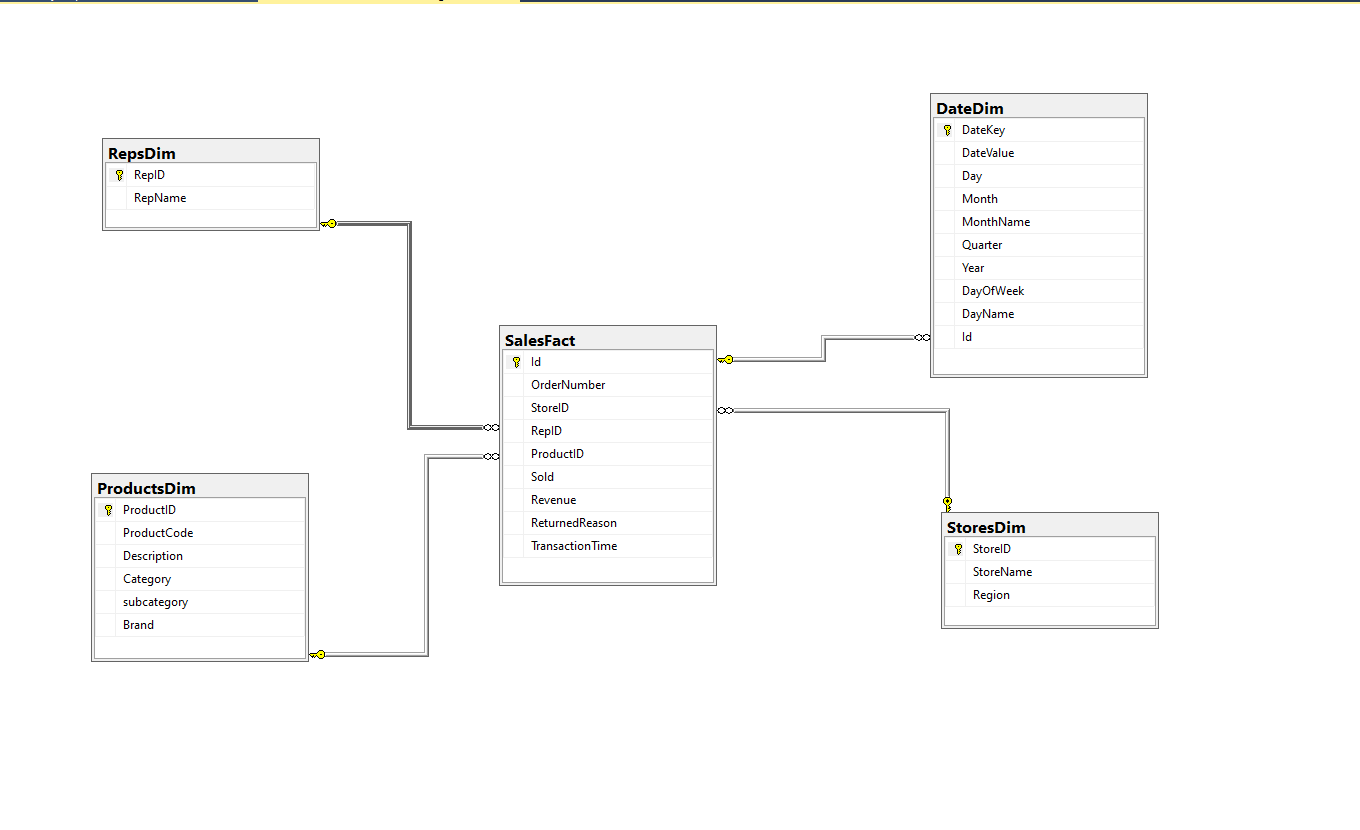 RepsDim
RepID
RepName
DateDim
DateKey
DateValue
Day
Month
MonthName
Quarter
Year
DayOfWeek
DayName
Id
SalesFact
Id
OrderNumber
StoreID
RepID
ProductID
Sold
Revenue
ReturnedReason
TransactionTime
ProductsDim
ProductID
ProductCode
Description
Category
subcategory
Brand
StoresDim
StoreID
StoreName
Region